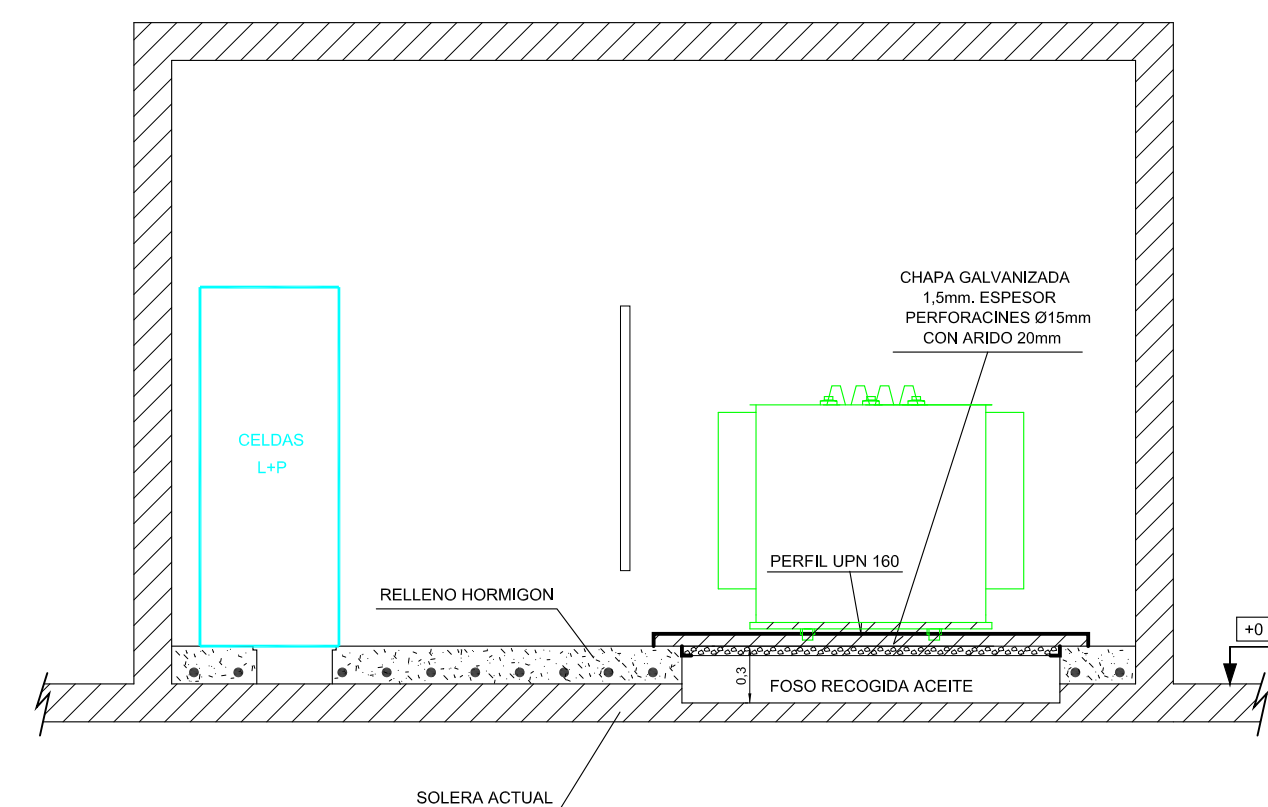 CHAPA GALVANIZADA
1,5mm. ESPESOR
PERFORACINES Ø15mm
CON ARIDO 20mm
CELDAS
L+P
PERFIL UPN 160
RELLENO HORMIGON
+0
0.3
FOSO RECOGIDA ACEITE
SOLERA ACTUAL